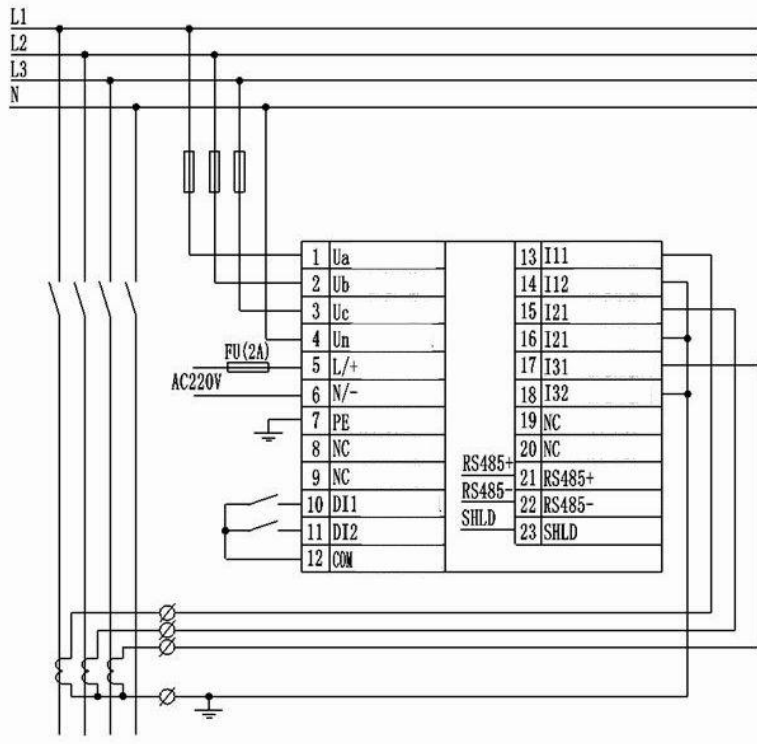 L1
L2
L3
N
1 Ua
2 Ub
3 Uc
4 Un
FU(2A)
5 L/+
AC220V
6 N/-
7 PE
8 NC
9 NC
10 DI1
11 DI2
12 COM
13 I11
14 I12
15 I21
16 I21
17 I31
18 I32
19 NC
20 NC
RS485+
21 RS485+
RS485-
22 RS485-
SHLD
23 SHLD